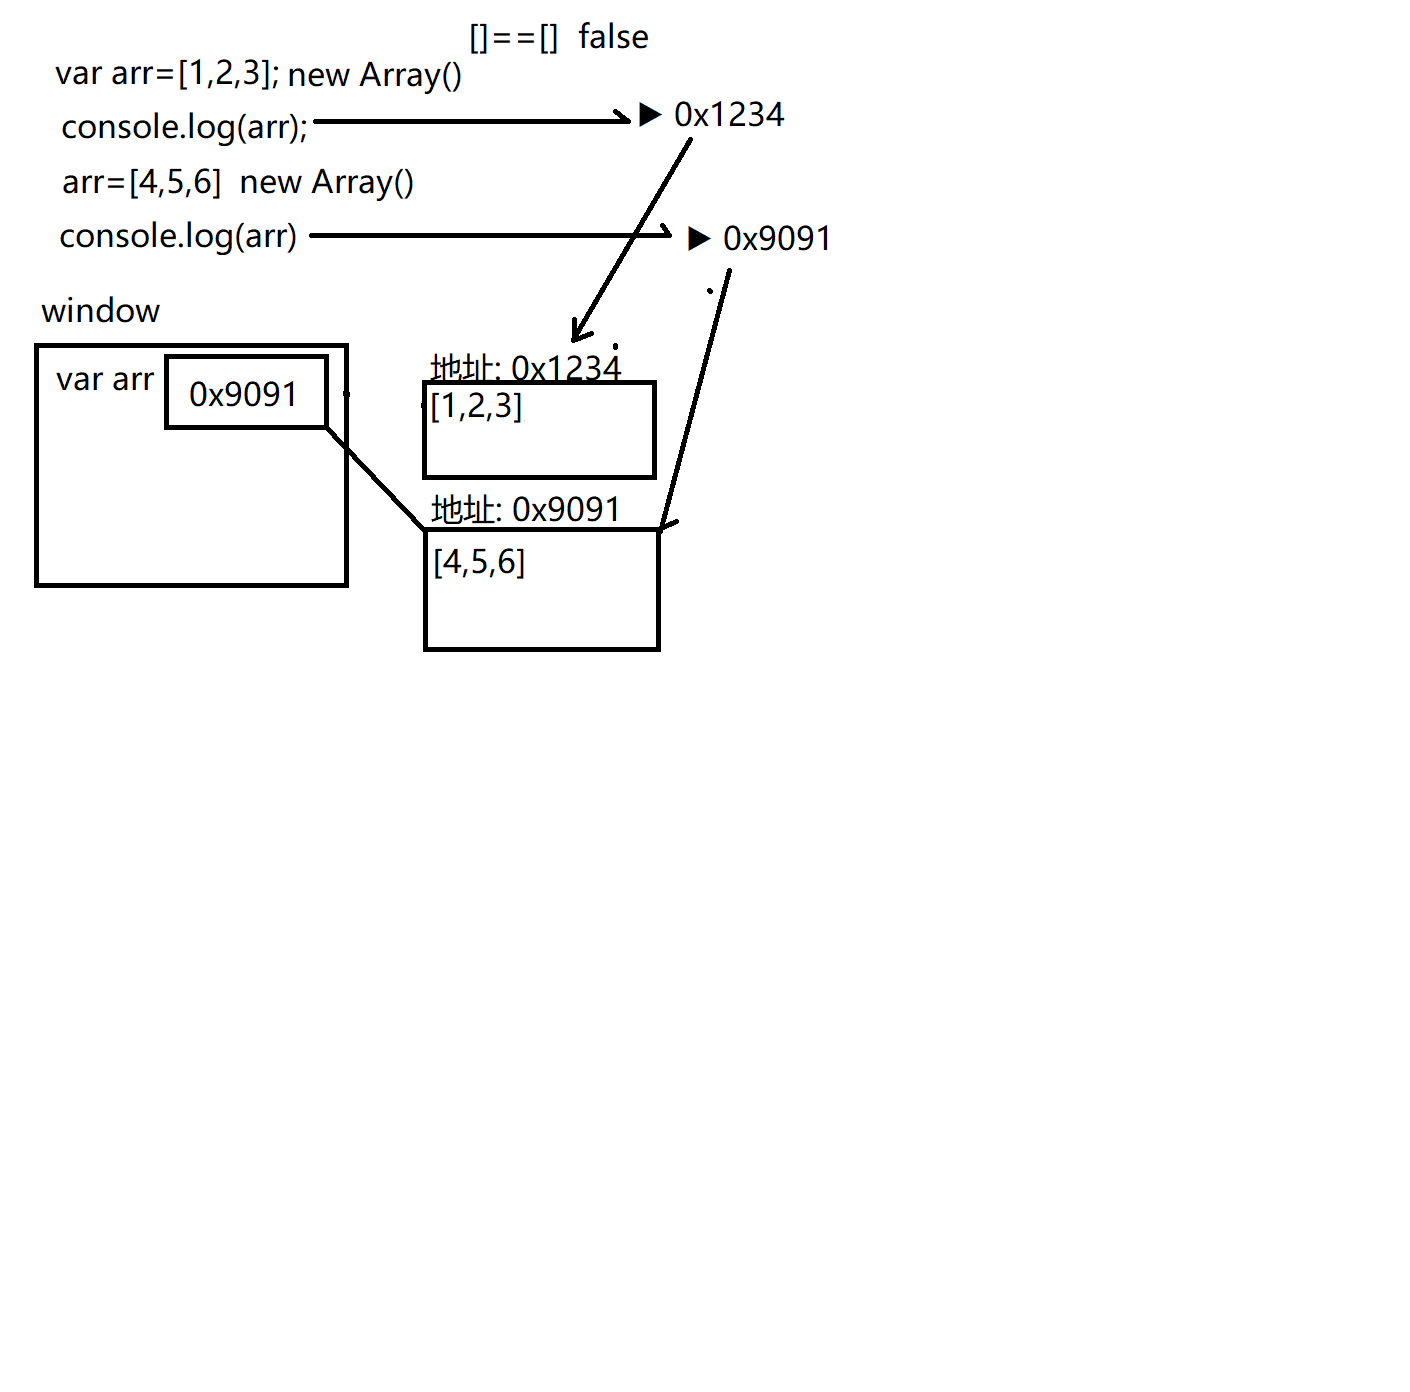 []==[]  false
var arr=[1,2,3]; new Array()
console.log(arr); ▶ 0x1234
arr=[4,5,6]  new Array()
console.log(arr) ▶ 0x9091
window
var arr 0x9091
地址: 0x1234
[1,2,3]
地址: 0x9091
[4,5,6]